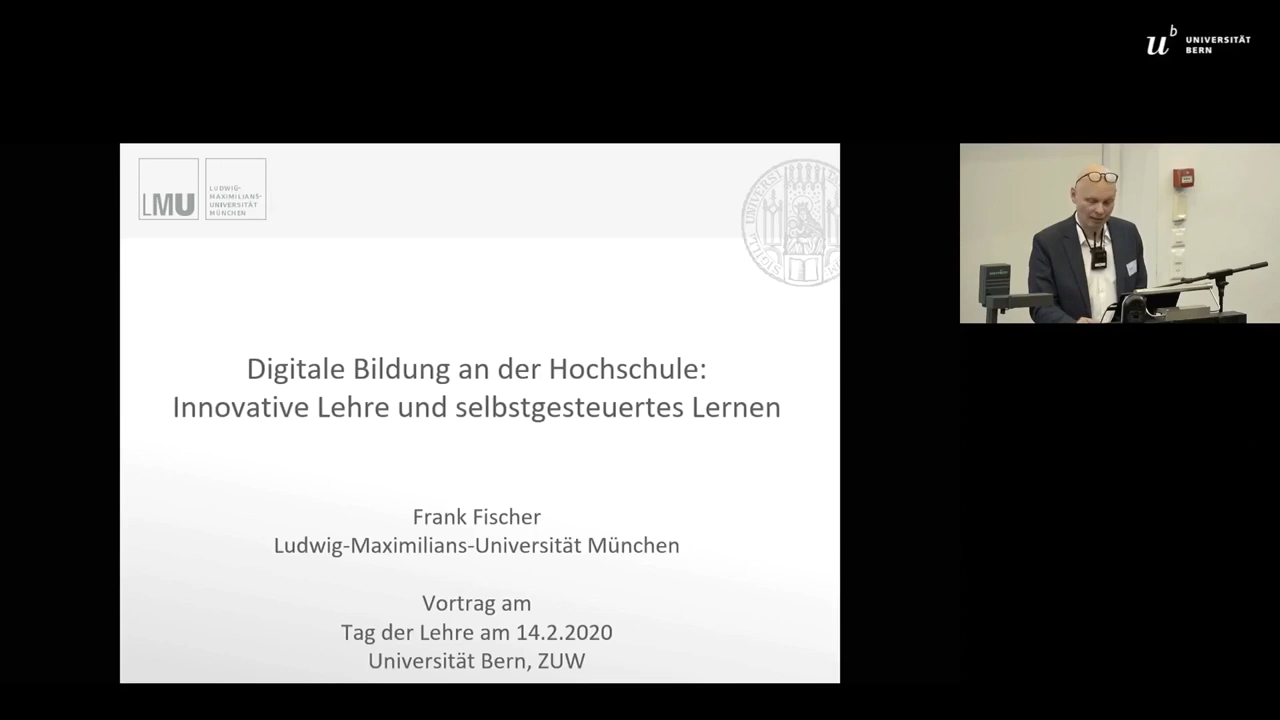 u^b UNIVERSITÄT
BERN
LMU
LUDWIG-
MAXIMILIANS-
UNIVERSITÄT
MÜNCHEN
Digitale Bildung an der Hochschule:
Innovative Lehre und selbstgesteuertes Lernen
Frank Fischer
Ludwig-Maximilians-Universität München
Vortrag am
Tag der Lehre am 14.2.2020
Universität Bern, ZUW